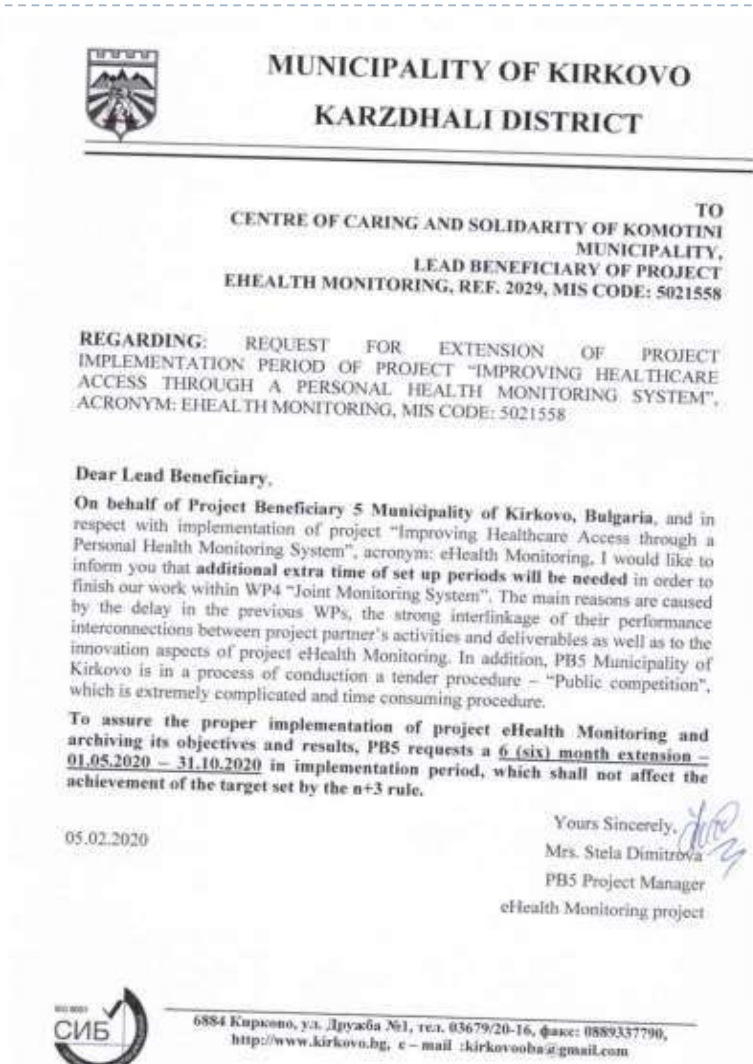 MUNICIPALITY OF KIRKOVO
KARZDHALI DISTRICT
TO
CENTRE OF CARING AND SOLIDARITY OF KOMOTINI
MUNICIPALITY,
LEAD BENEFICIARY OF PROJECT
EHEALTH MONITORING, REF. 2029, MIS CODE: 5021558
REGARDING: REQUEST FOR EXTENSION OF PROJECT
IMPLEMENTATION PERIOD OF PROJECT “IMPROVING HEALTHCARE
ACCESS THROUGH A PERSONAL HEALTH MONITORING SYSTEM”,
ACRONYM: EHEALTH MONITORING, MIS CODE: 5021558
Dear Lead Beneficiary,
On behalf of Project Beneficiary 5 Municipality of Kirkovo, Bulgaria, and in
respect with implementation of project “Improving Healthcare Access through a
Personal Health Monitoring System”, acronym: eHealth Monitoring, I would like to
inform you that additional extra time of set up periods will be needed in order to
finish our work within WP4 “Joint Monitoring System”. The main reasons are caused
by the delay in the previous WPs, the strong interlinkage of their performance
interconnections between project partner’s activities and deliverables as well as to the
innovation aspects of project eHealth Monitoring. In addition, PB5 Municipality of
Kirkovo is in a process of conduction a tender procedure – “Public competition”,
which is extremely complicated and time consuming procedure.
To assure the proper implementation of project eHealth Monitoring and
archiving its objectives and results, PB5 requests a 6 (six) month extension –
01.05.2020 – 31.10.2020 in implementation period, which shall not affect the
achievement of the target set by the n+3 rule.
05.02.2020
Yours Sincerely,
Mrs. Stela Dimitrova
PB5 Project Manager
eHealth Monitoring project
ISO 9001
СИБ
6884 Кирково, ул. Дружба №1, тел. 03679/20-16, факс: 0889337790,
http://www.kirkovo.bg, e – mail :kirkovooba@gmail.com